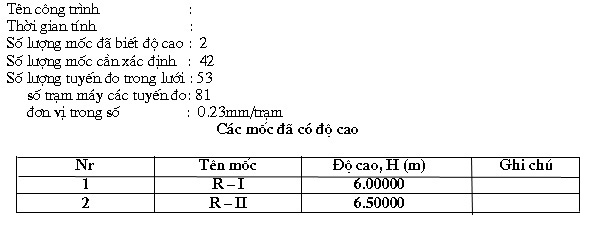 Tên công trình :
Thời gian tính :
Số lượng mốc đã biết độ cao : 2
Số lượng mốc cần xác định : 42
Số lượng tuyến đo trong lưới : 53
số trạm máy các tuyến đo: 81
đơn vị trong số : 0.23mm/trạm
Các mốc đã có độ cao
Nr Tên mốc Độ cao, H (m) Ghi chú
1 R – I 6.00000
2 R – II 6.50000